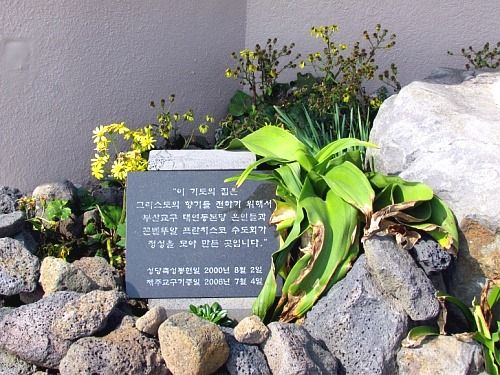 "이 기도의 집은
그리스도의 향기를 전하기 위해서
부산교구 대연동본당 은인들과
꼰벤뚜알 프란치스코 수도회가
정성을 모아 만든 곳입니다."
성당축성봉헌일 2000년 8월 2일
제주교구기증일 2006년 7월 4일